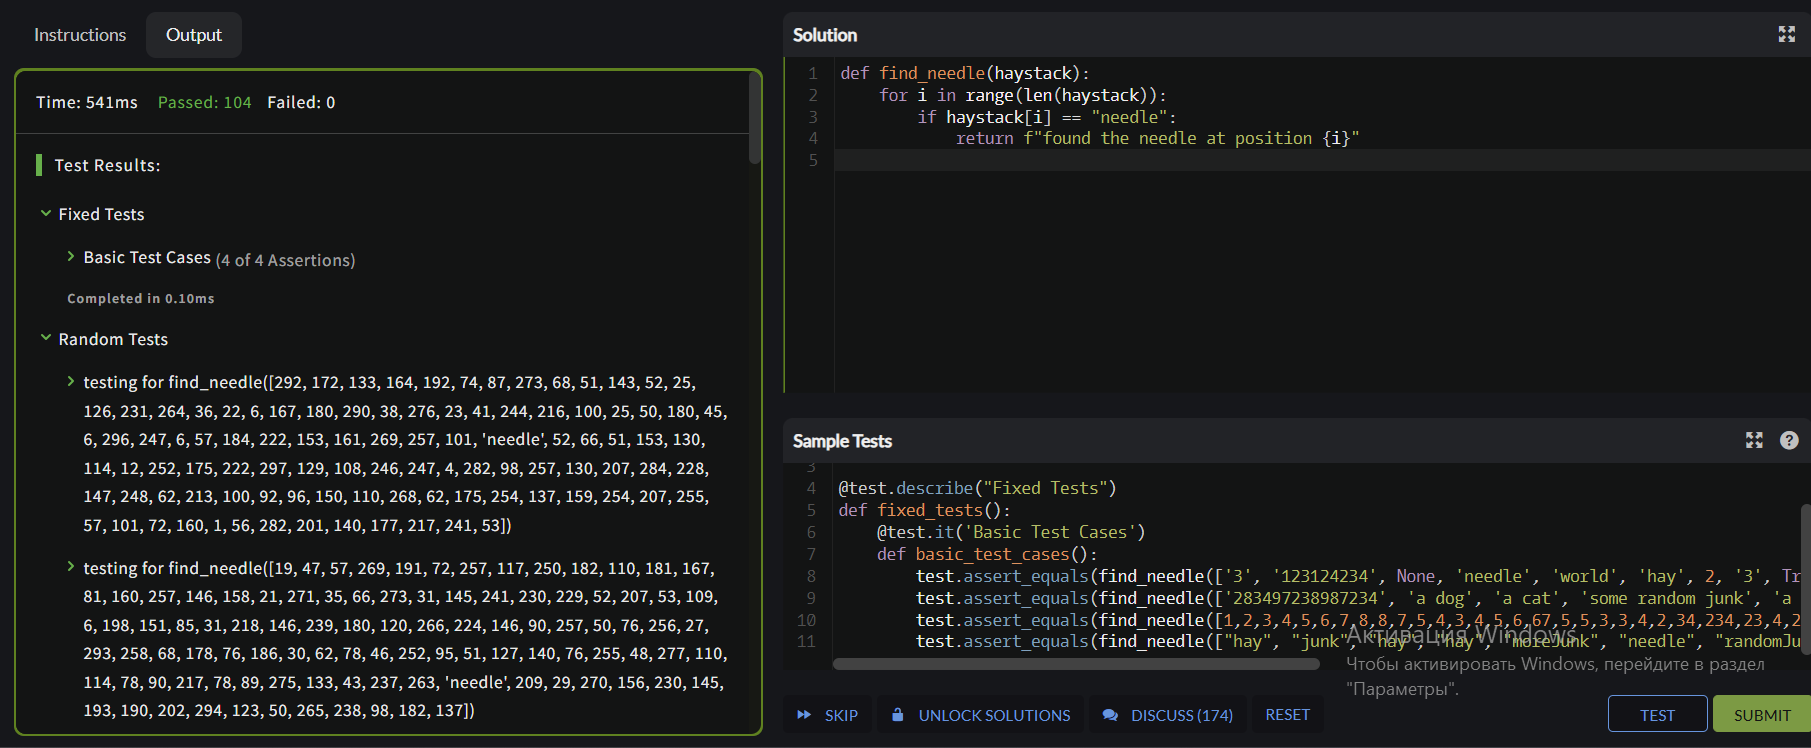 Instructions
Output
Time: 541ms Passed: 104 Failed: 0
Test Results:
Fixed Tests
Basic Test Cases (4 of 4 Assertions)
Completed in 0.10ms
Random Tests
testing for find_needle([292, 172, 133, 164, 192, 74, 87, 273, 68, 51, 143, 52, 25,
126, 231, 264, 36, 22, 6, 167, 180, 290, 38, 276, 23, 41, 244, 216, 100, 25, 50, 180, 45,
6, 296, 247, 6, 57, 184, 222, 153, 161, 269, 257, 101, 'needle', 52, 66, 51, 153, 130,
114, 12, 252, 175, 222, 297, 129, 108, 246, 247, 4, 282, 98, 257, 130, 207, 284, 228,
147, 248, 62, 213, 100, 92, 96, 150, 110, 268, 62, 175, 254, 137, 159, 254, 207, 255,
57, 101, 72, 160, 1, 56, 282, 201, 140, 177, 217, 241, 53])
testing for find_needle([19, 47, 57, 269, 191, 72, 257, 117, 250, 182, 110, 181, 167,
81, 160, 257, 146, 158, 21, 271, 35, 66, 273, 31, 145, 241, 230, 229, 52, 207, 53, 109,
6, 198, 151, 85, 31, 218, 146, 239, 180, 120, 266, 224, 146, 90, 257, 50, 76, 256, 27,
293, 258, 68, 178, 76, 186, 30, 62, 78, 46, 252, 95, 51, 127, 140, 76, 255, 48, 277, 110,
114, 78, 90, 217, 78, 89, 275, 133, 43, 237, 263, 'needle', 209, 29, 270, 156, 230, 145,
193, 190, 202, 294, 123, 50, 265, 238, 98, 182, 137])
Solution
1 def find_needle(haystack):
2 for i in range(len(haystack)):
3 if haystack[i] == "needle":
4 return f"found the needle at position {i}"
5
Sample Tests
3
4 @test.describe("Fixed Tests")
5 def fixed_tests():
6 @test.it('Basic Test Cases')
7 def basic_test_cases():
8 test.assert_equals(find_needle(['3', '123124234', None, 'needle', 'world', 'hay', 2, '3', Tr
9 test.assert_equals(find_needle(['283497238987234', 'a dog', 'a cat', 'some random junk', 'a
10 test.assert_equals(find_needle([1,2,3,4,5,6,7,8,8,7,5,4,3,4,5,6,67,5,5,3,3,4,2,34,234,23,4,2
11 test.assert_equals(find_needle(["hay", "junk", "hay", "hay", "moreJunk", "needle", "randomJu
Активация Windows
Чтобы активировать Windows, перейдите в раздел
"Параметры".
SKIP
UNLOCK SOLUTIONS
DISCUSS (174)
RESET
TEST
SUBMIT